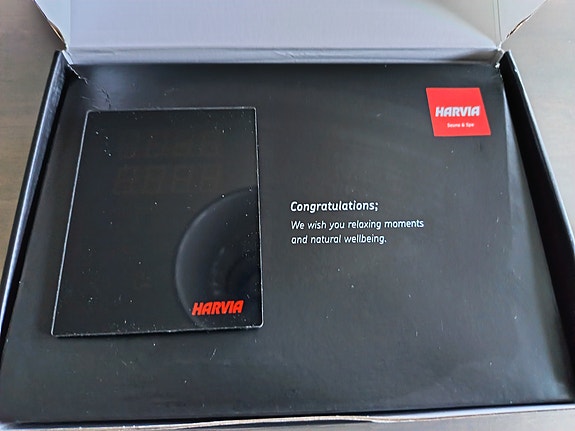 HARVIA
Sauna & Spa
Congratulations;
We wish you relaxing moments
and natural wellbeing.
HARVIA